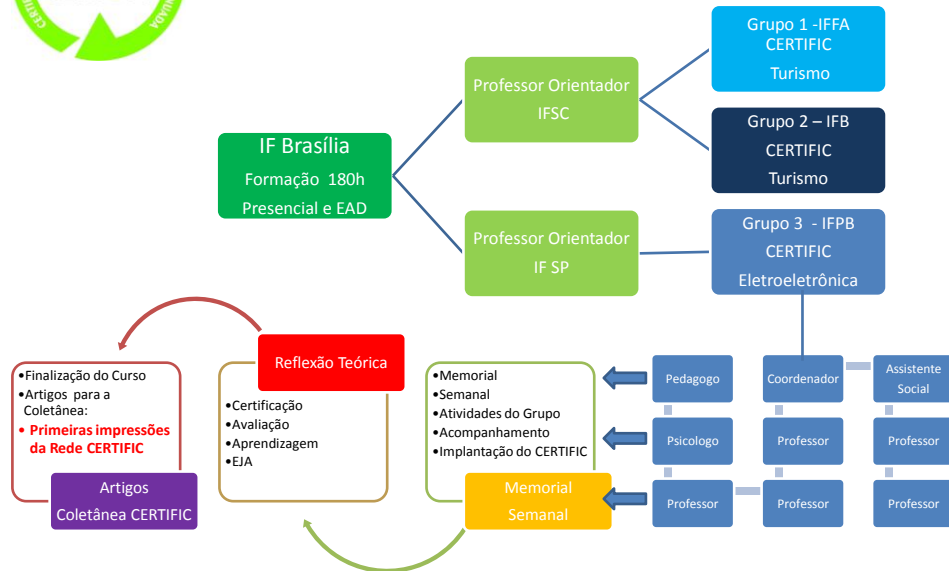 CERTIFIC
NUADA
IF Brasília
Formação 180h
Presencial e EAD
Professor Orientador
IFSC
Professor Orientador
IF SP
Grupo 1 -IFFA
CERTIFIC
Turismo
Grupo 2 – IFB
CERTIFIC
Turismo
Grupo 3 - IFPB
CERTIFIC
Eletroeletrônica
•Finalização do Curso
•Artigos para a
Coletânea:
• Primeiras impressões
da Rede CERTIFIC
Artigos
Coletânea CERTIFIC
Reflexão Teórica
•Certificação
•Avaliação
•Aprendizagem
•EJA
•Memorial
•Semanal
•Atividades do Grupo
•Acompanhamento
•Implantação do CERTIFIC
Memorial
Semanal
Pedagogo
Coordenador
Assistente
Social
Psicologo
Professor
Professor
Professor
Professor
Professor